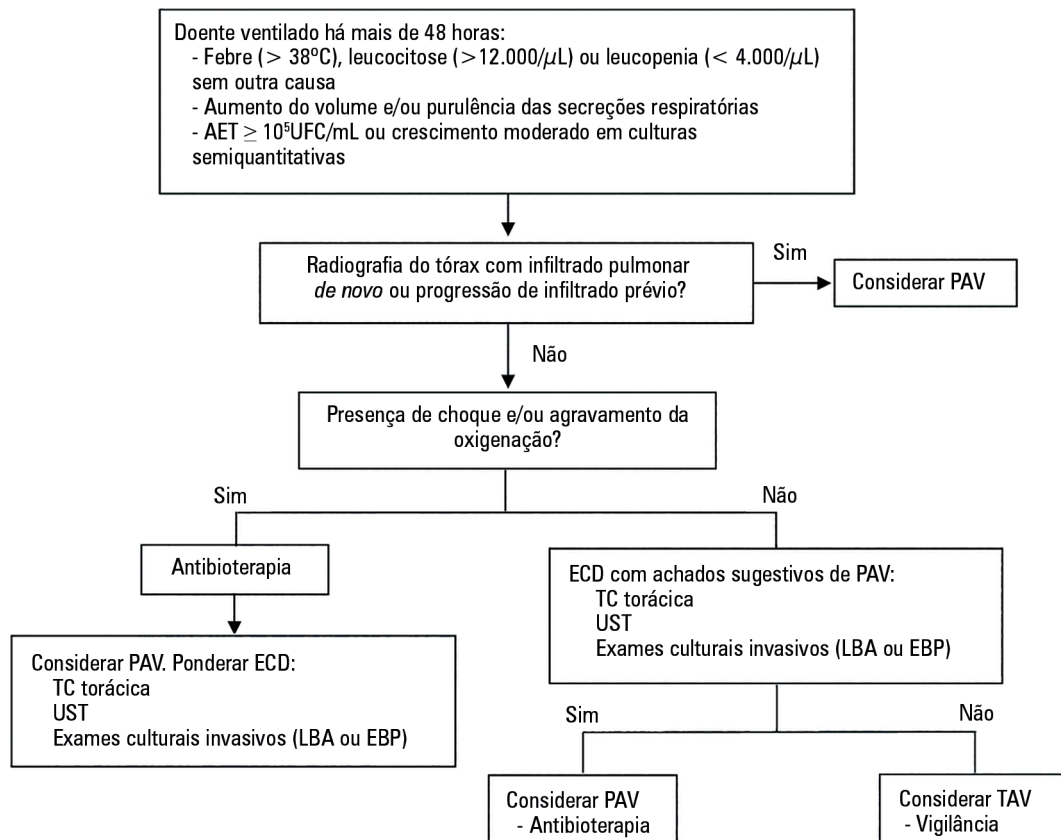 Doente ventilado há mais de 48 horas:
- Febre (> 38ºC), leucocitose (>12.000/μL) ou leucopenia (< 4.000/μL)
sem outra causa
- Aumento do volume e/ou purulência das secreções respiratórias
- AET ≥ 10⁵UFC/mL ou crescimento moderado em culturas
semiquantitativas
Radiografia do tórax com infiltrado pulmonar
de novo ou progressão de infiltrado prévio?
Sim
Considerar PAV
Não
Presença de choque e/ou agravamento da
oxigenação?
Sim
Não
Antibioterapia
Considerar PAV. Ponderar ECD:
TC torácica
UST
Exames culturais invasivos (LBA ou EBP)
ECD com achados sugestivos de PAV:
TC torácica
UST
Exames culturais invasivos (LBA ou EBP)
Sim
Não
Considerar PAV
- Antibioterapia
Considerar TAV
- Vigilância